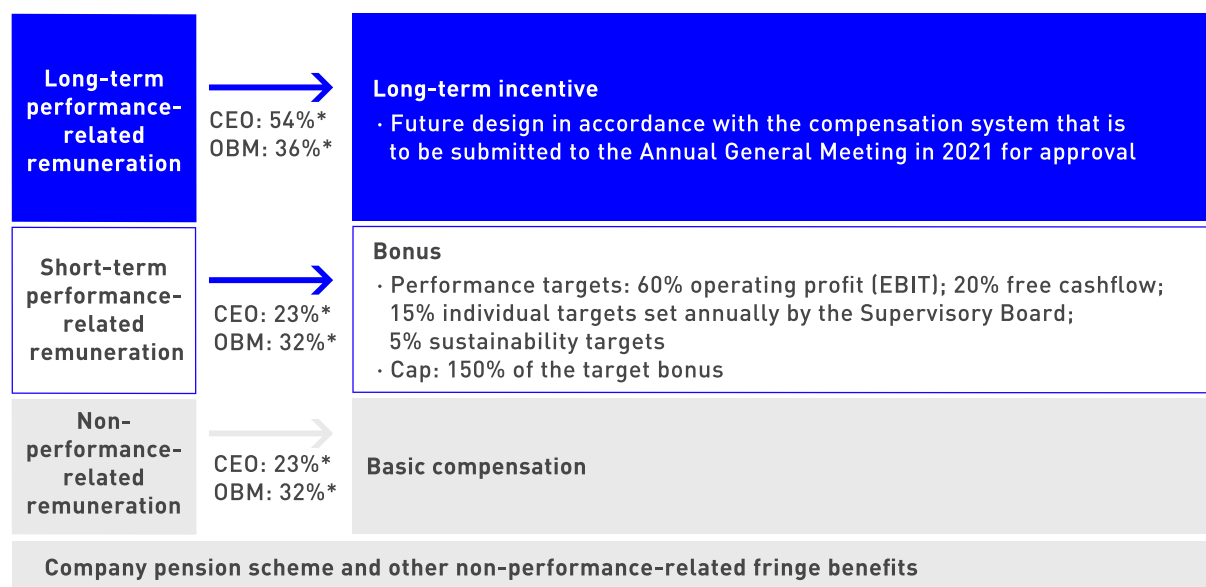 Long-term
performance-
related
remuneration
CEO: 54%*
OBM: 36%*
Long-term incentive
· Future design in accordance with the compensation system that is
to be submitted to the Annual General Meeting in 2021 for approval
Short-term
performance-
related
remuneration
CEO: 23%*
OBM: 32%*
Bonus
· Performance targets: 60% operating profit (EBIT); 20% free cashflow;
15% individual targets set annually by the Supervisory Board;
5% sustainability targets
· Cap: 150% of the target bonus
Non-
performance-
related
remuneration
CEO: 23%*
OBM: 32%*
Basic compensation
Company pension scheme and other non-performance-related fringe benefits